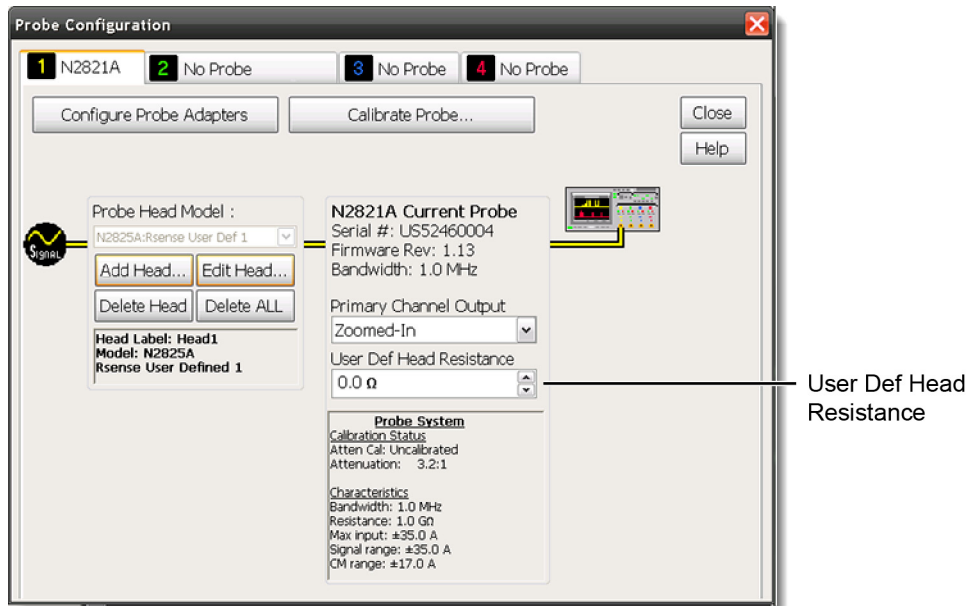 Probe Configuration
1 N2821A
2 No Probe
3 No Probe
4 No Probe
Configure Probe Adapters
Calibrate Probe...
Close
Help
Signal
Probe Head Model :
N2825A:Rsense User Def 1
Add Head...
Edit Head...
Delete Head
Delete ALL
Head Label: Head1
Model: N2825A
Rsense User Defined 1
N2821A Current Probe
Serial #: US52460004
Firmware Rev: 1.13
Bandwidth: 1.0 MHz
Primary Channel Output
Zoomed-In
User Def Head Resistance
0.0 Ω
Probe System
Calibration Status
Atten Cal: Uncalibrated
Attenuation: 3.2:1
Characteristics
Bandwidth: 1.0 MHz
Resistance: 1.0 GΩ
Max input: ±35.0 A
Signal range: ±35.0 A
CM range: ±17.0 A
User Def Head
Resistance